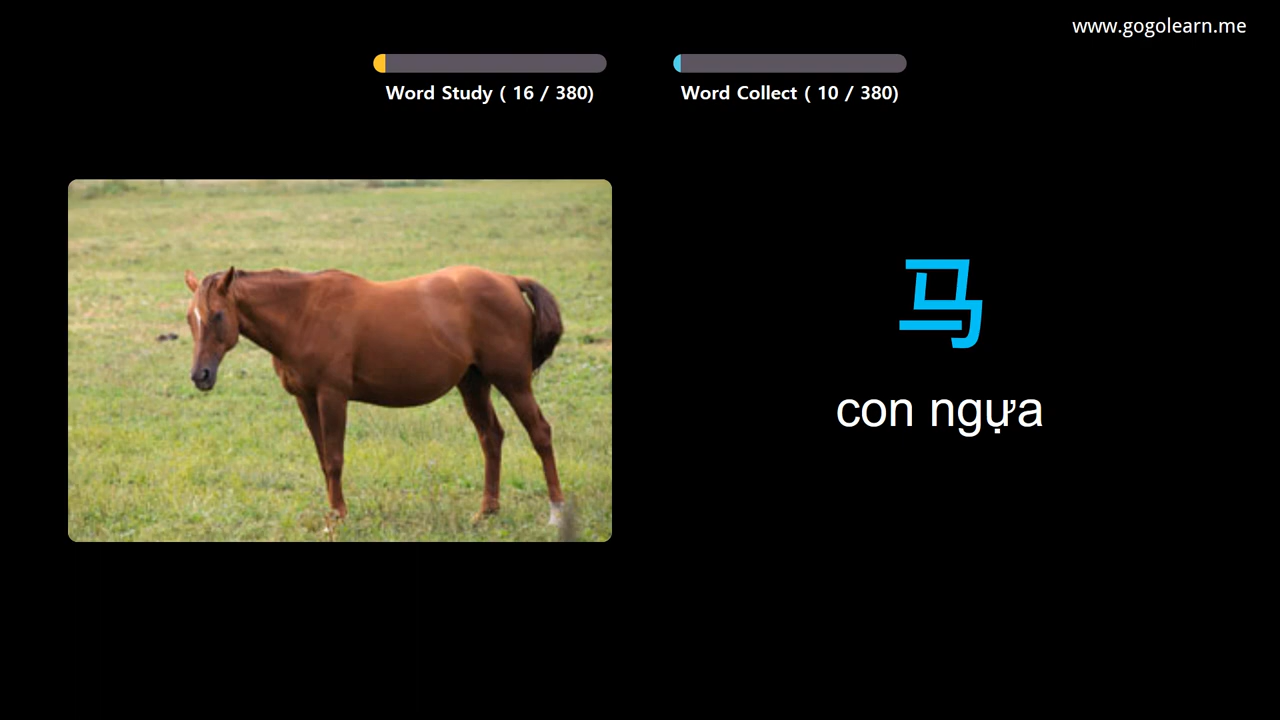 www.gogolearn.me
Word Study ( 16 / 380)
Word Collect ( 10 / 380)
马
con ngựa